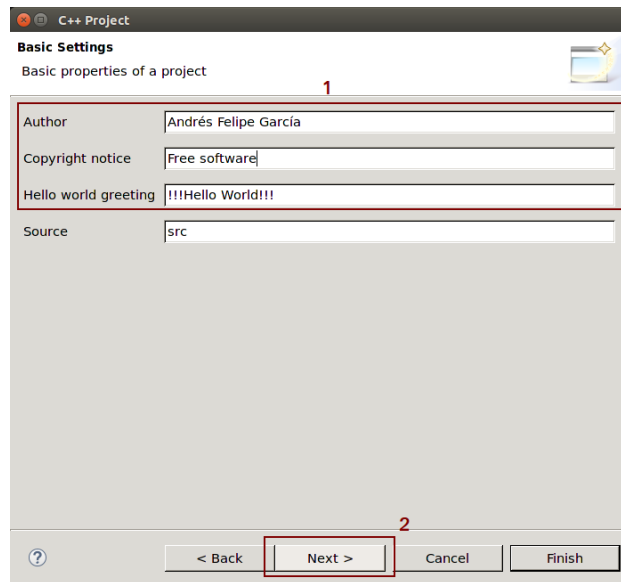 C++ Project
Basic Settings
Basic properties of a project
1
Author Andrés Felipe García
Copyright notice Free software
Hello world greeting !!!Hello World!!!
Source src
2
? < Back Next > Cancel Finish